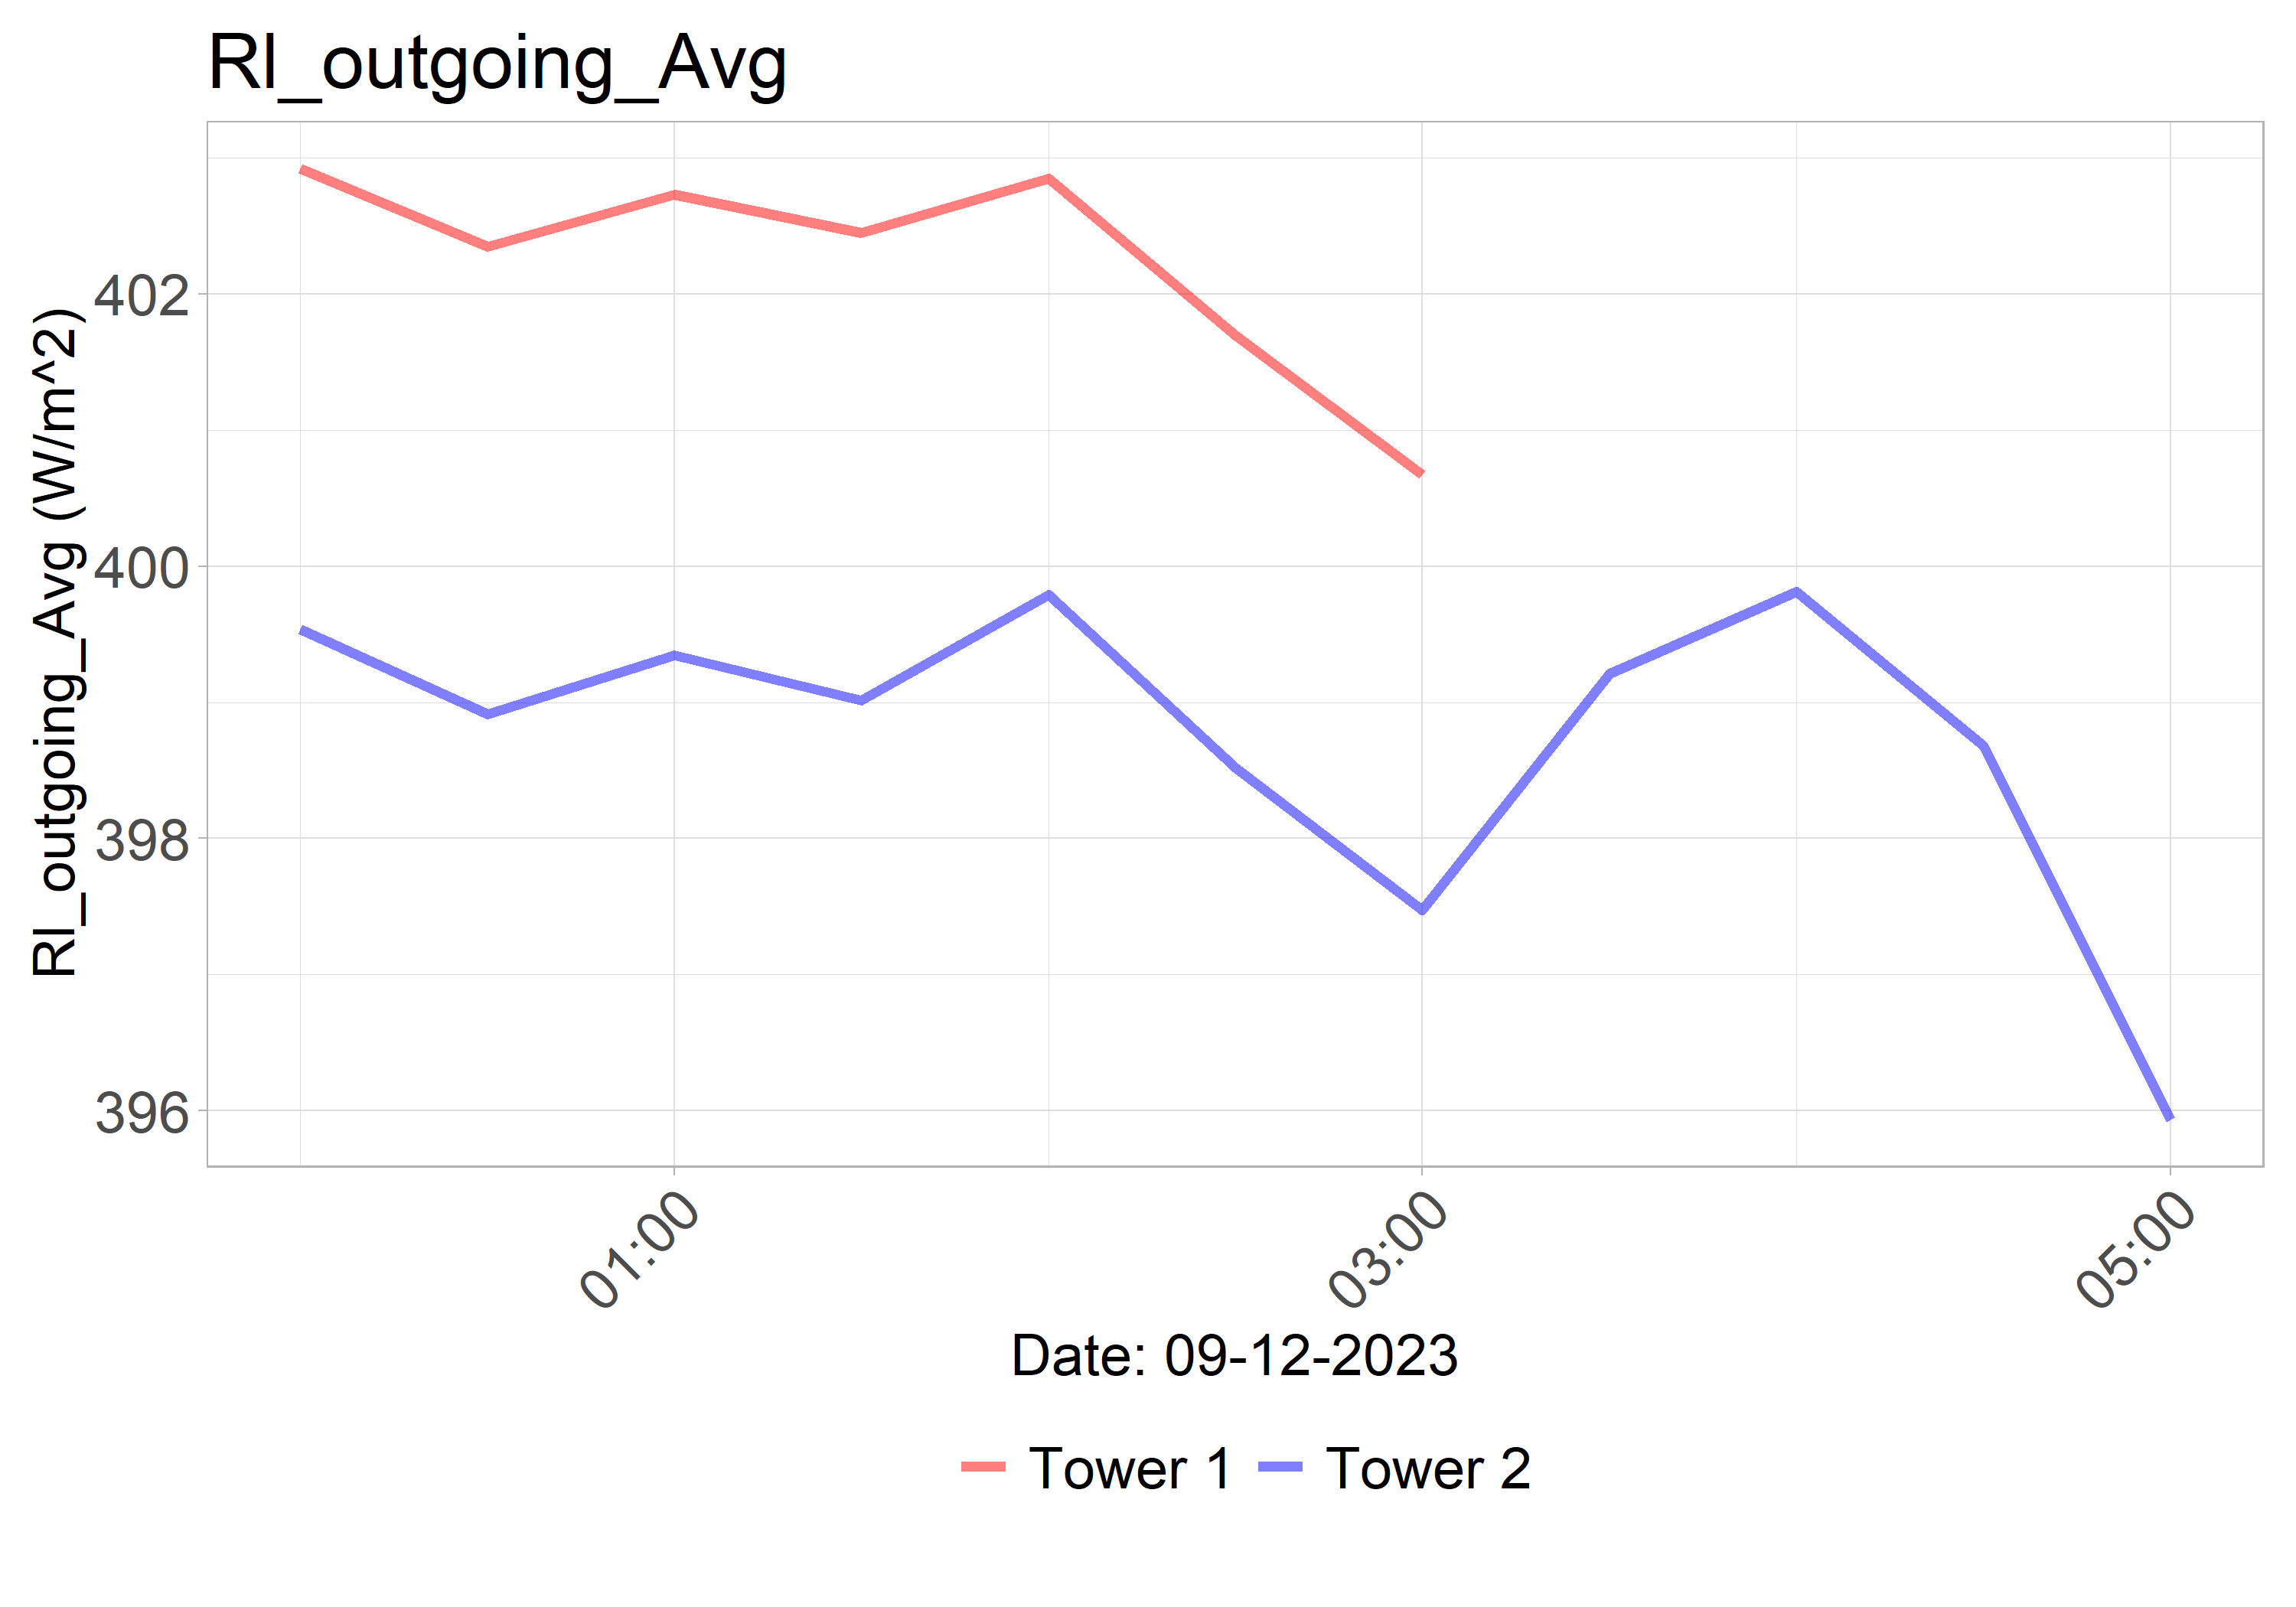 Rl_outgoing_Avg
Rl_outgoing_Avg (W/m^2)
402
400
398
396
01:00
03:00
05:00
Date: 09-12-2023
Tower 1
Tower 2